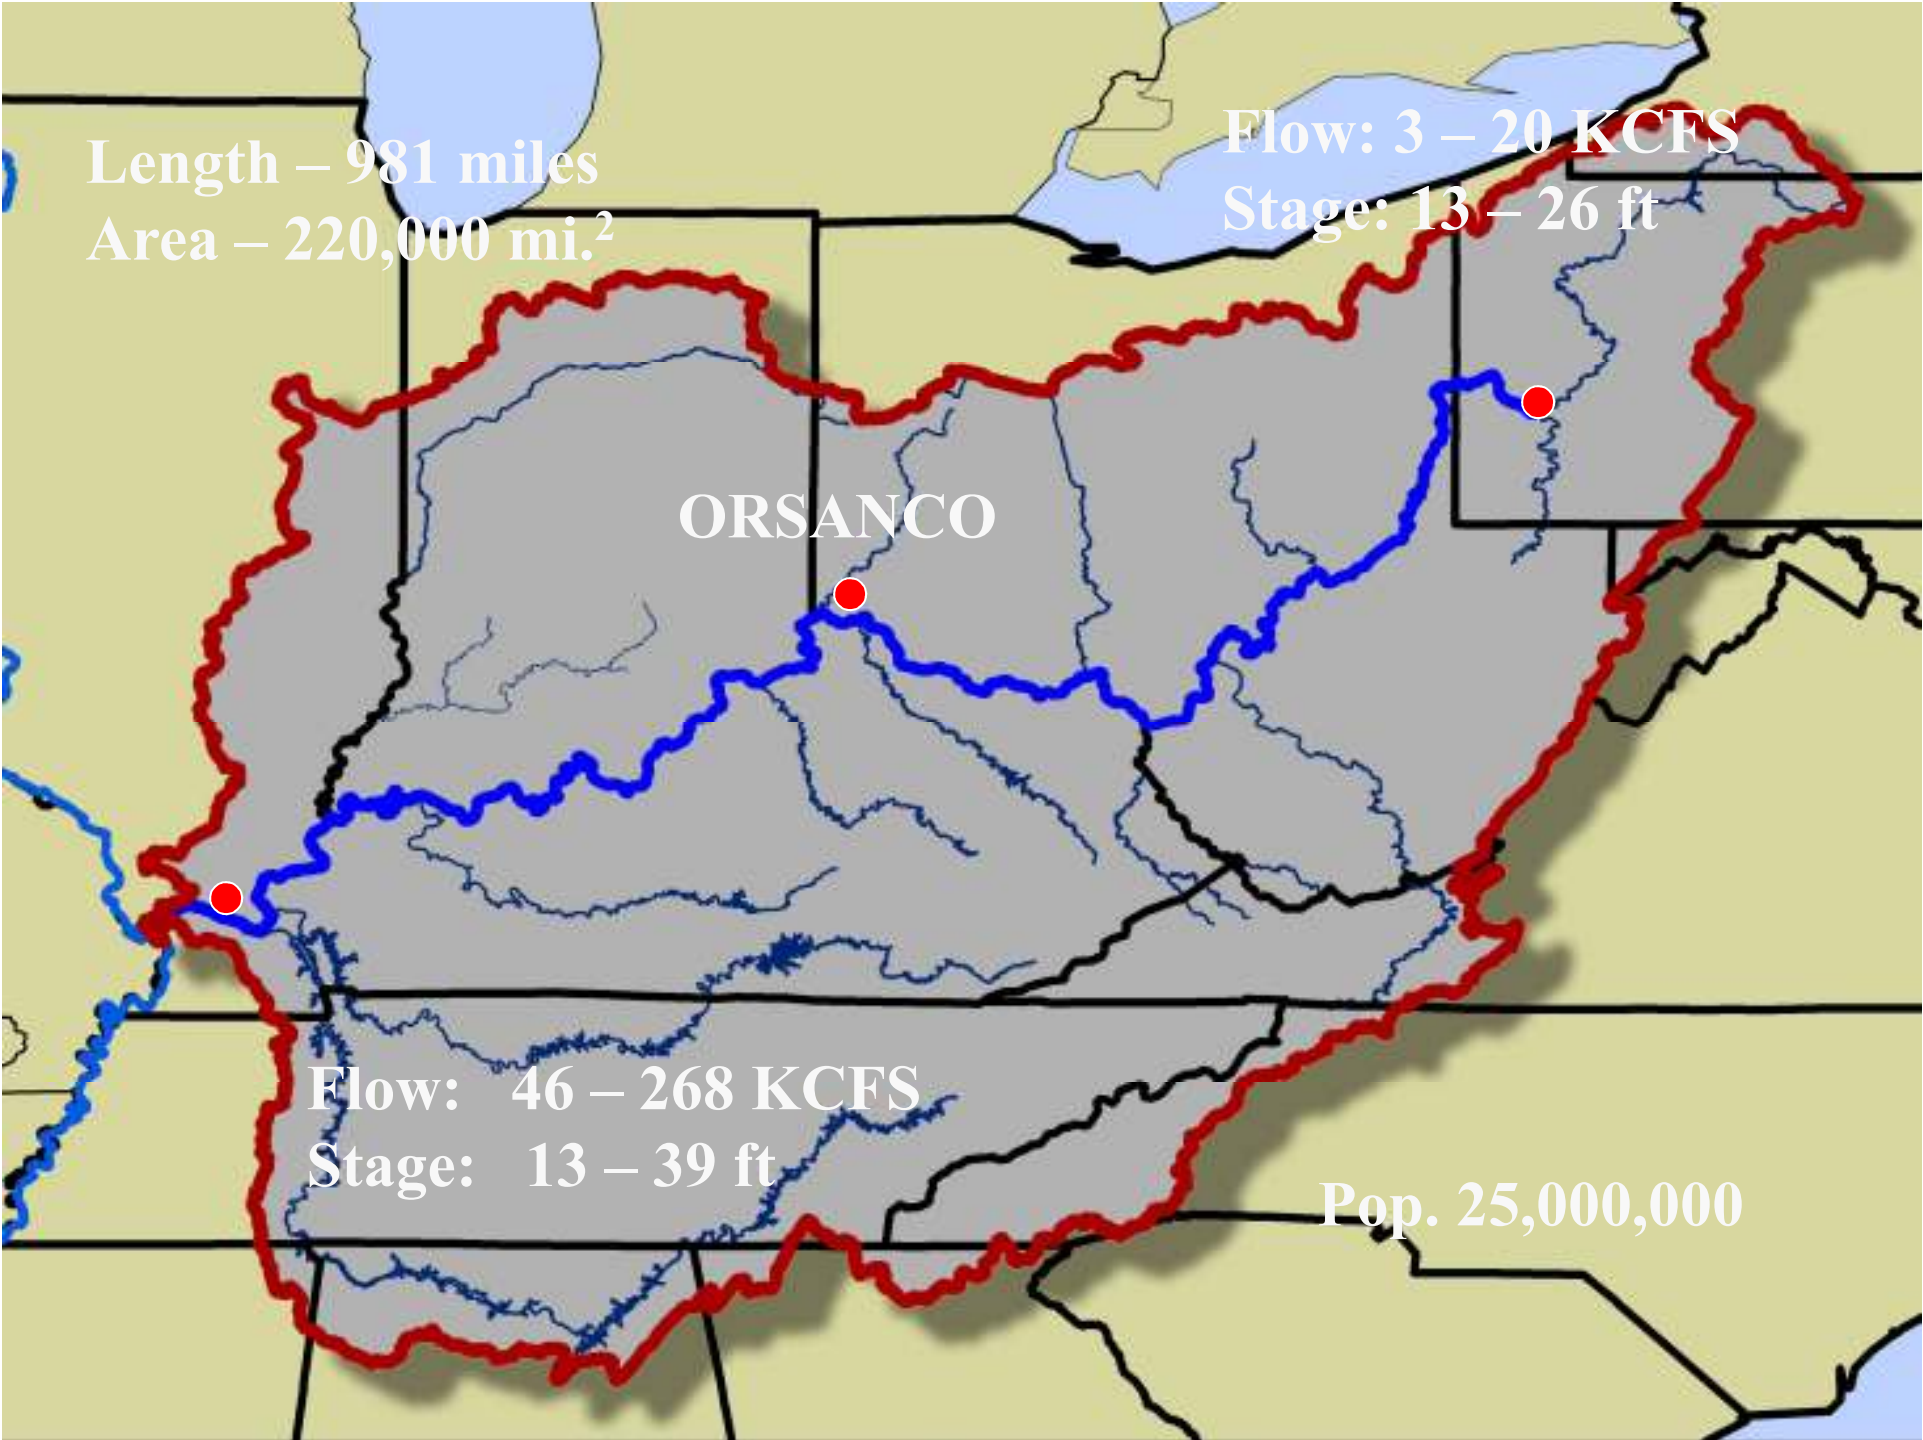 Length – 981 miles
Area – 220,000 mi.²
Flow: 3 – 20 KCFS
Stage: 13 – 26 ft
ORSANCO
Flow: 46 – 268 KCFS
Stage: 13 – 39 ft
Pop. 25,000,000